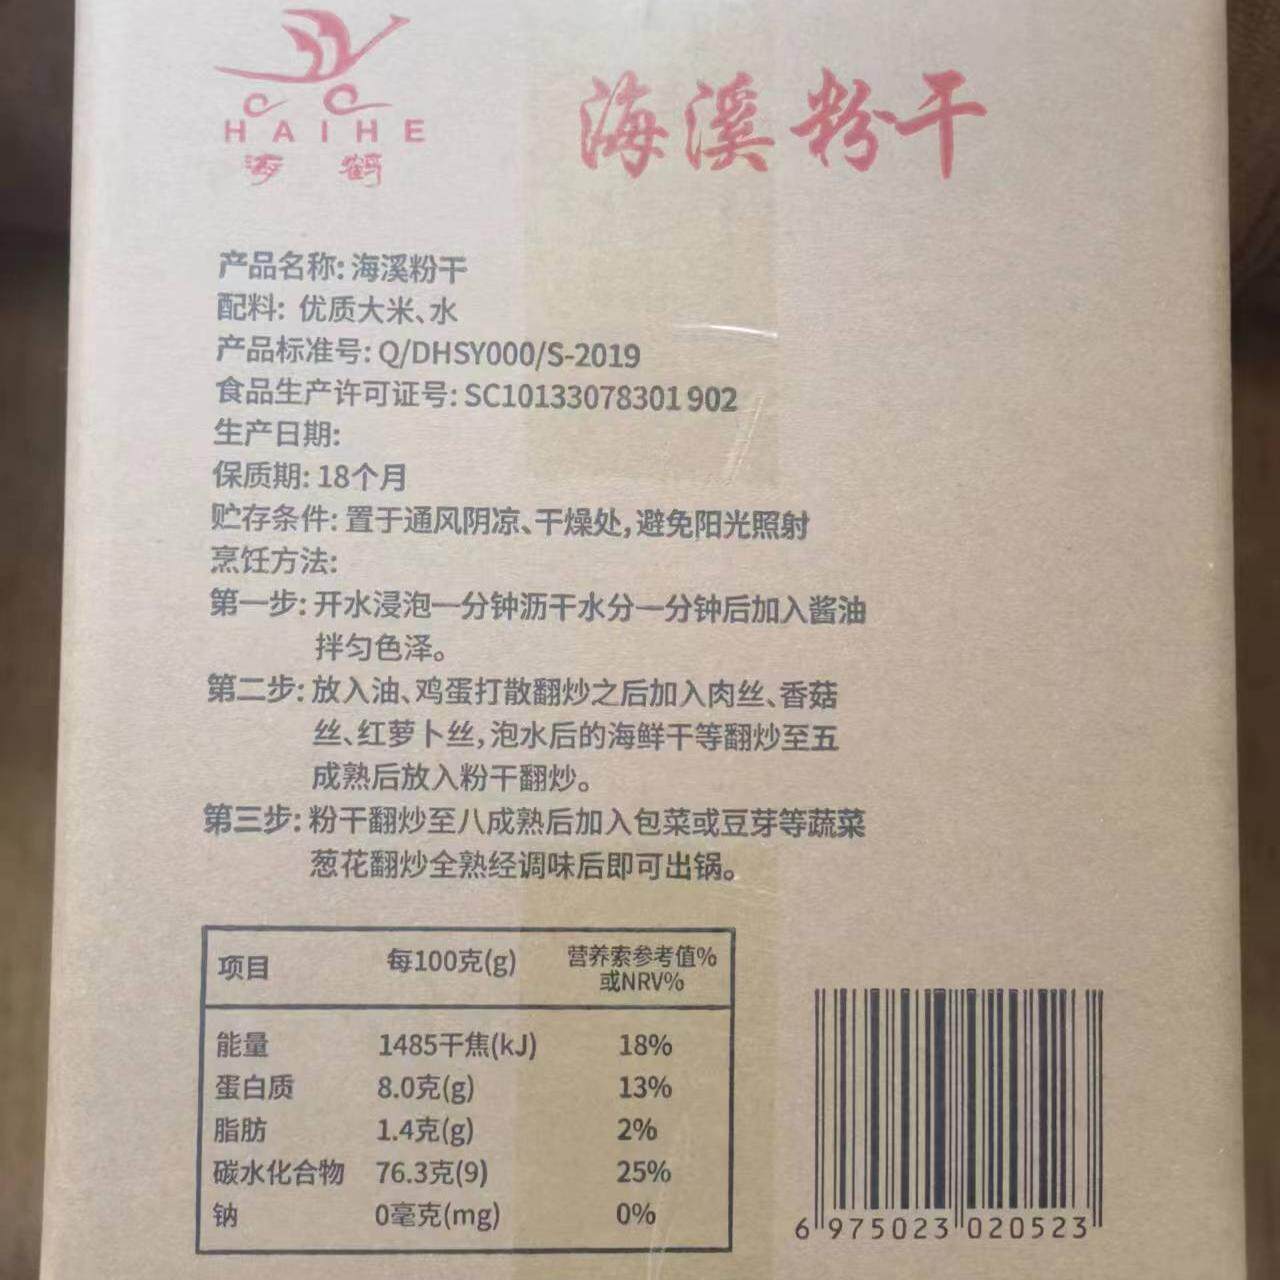 HAIHE
海鹤
海溪粉干
产品名称: 海溪粉干
配料: 优质大米、水
产品标准号: Q/DHSY000/S-2019
食品生产许可证号: SC10133078301902
生产日期:
保质期: 18个月
贮存条件: 置于通风阴凉、干燥处, 避免阳光照射
烹饪方法:
第一步: 开水浸泡一分钟沥干水分一分钟后加入酱油
拌匀色泽。
第二步: 放入油、鸡蛋打散翻炒之后加入肉丝、香菇
丝、红萝卜丝, 泡水后的海鲜干等翻炒至五
成熟后放入粉干翻炒。
第三步: 粉干翻炒至八成熟后加入包菜或豆芽等蔬菜
葱花翻炒全熟经调味后即可出锅。
项目 每100克(g) 营养索参考值%
或NRV%
能量 1485干焦(kJ) 18%
蛋白质 8.0克(g) 13%
脂肪 1.4克(g) 2%
碳水化合物 76.3克(9) 25%
钠 0毫克(mg) 0%
6 975023 020523